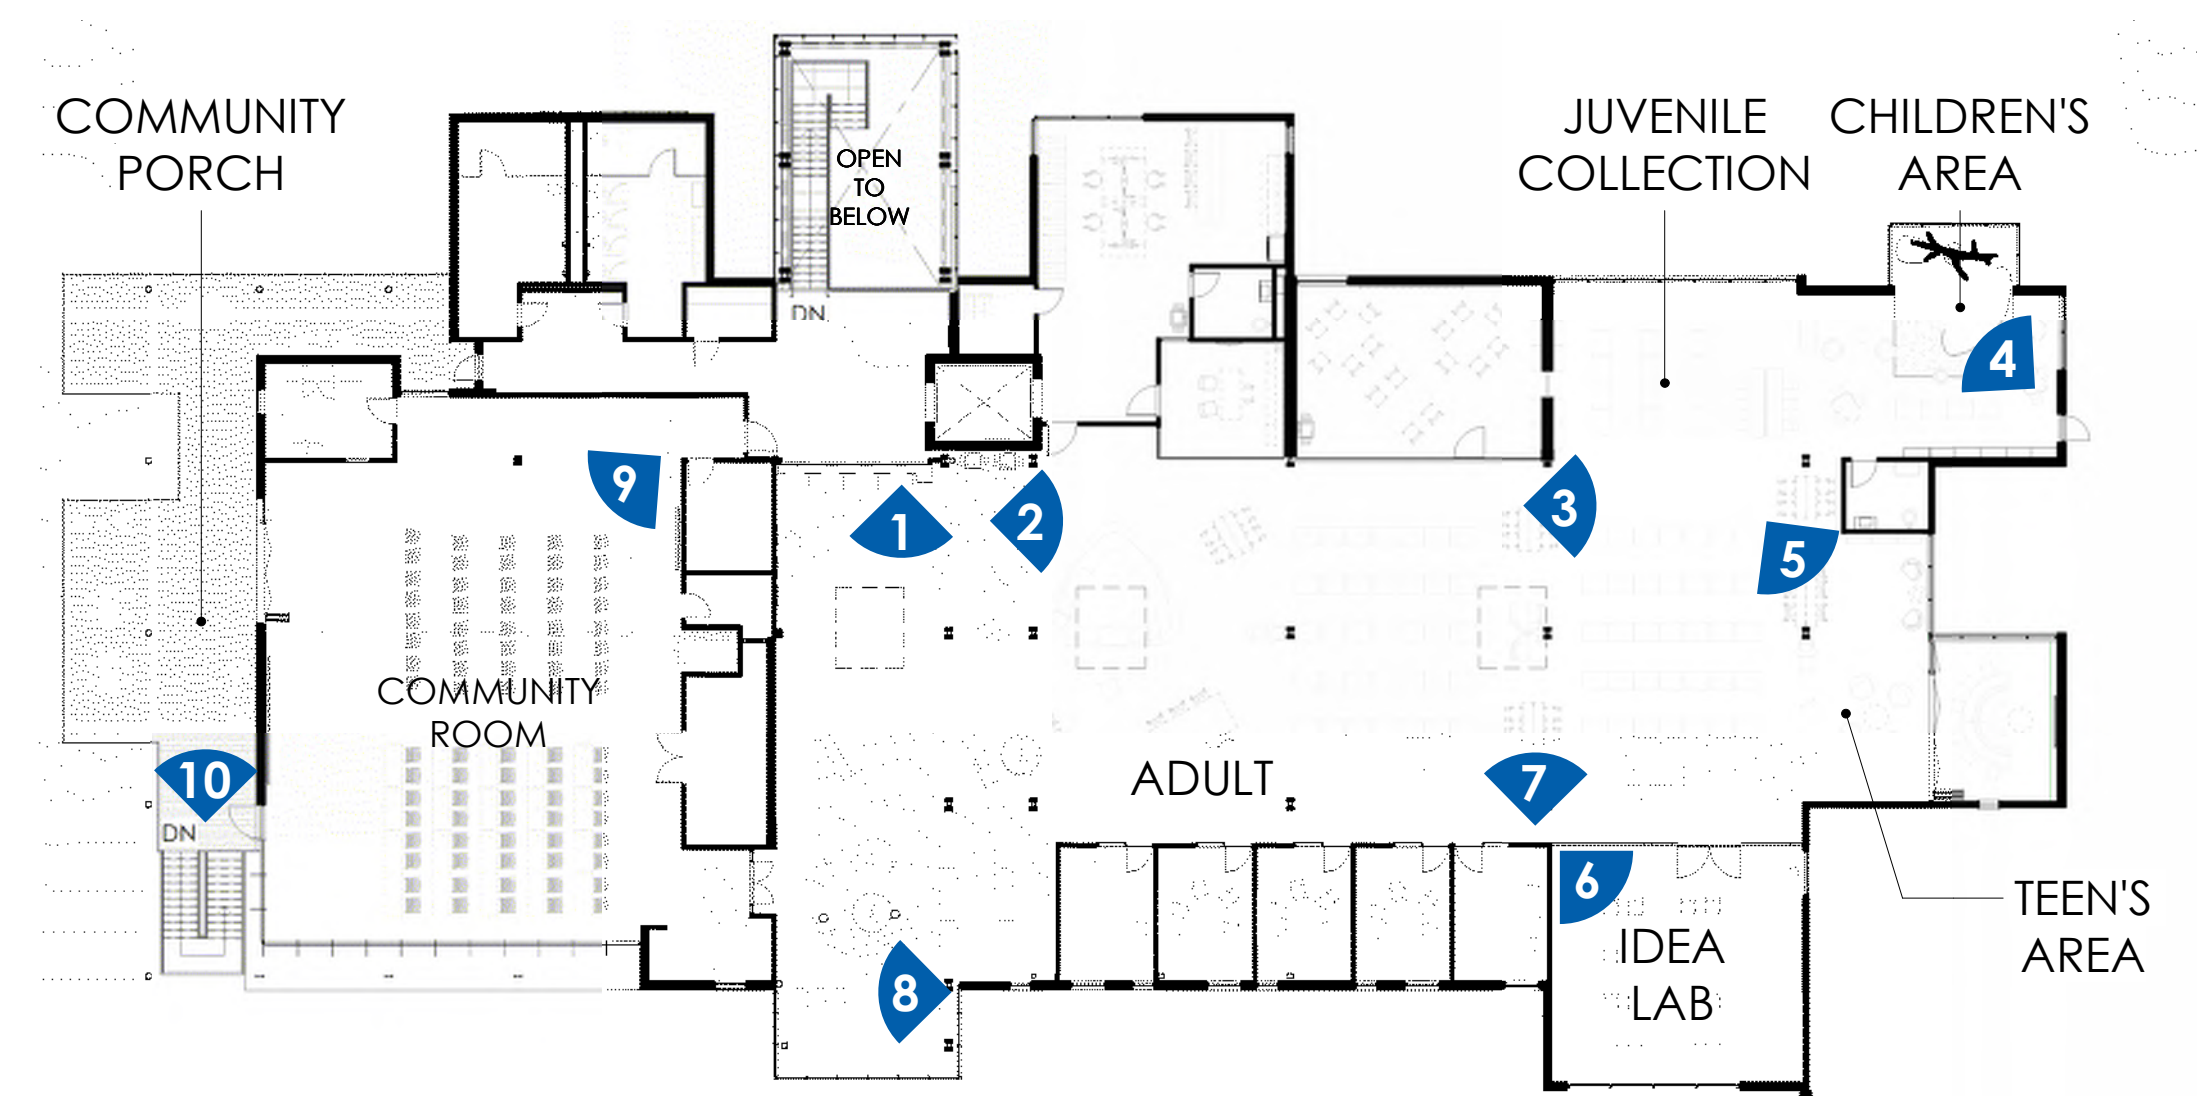 COMMUNITY
PORCH
OPEN
TO
BELOW
DN
JUVENILE
COLLECTION
CHILDREN'S
AREA
4
9
1
2
3
5
COMMUNITY
ROOM
10
DN
ADULT
7
6
8
IDEA
LAB
TEEN'S
AREA